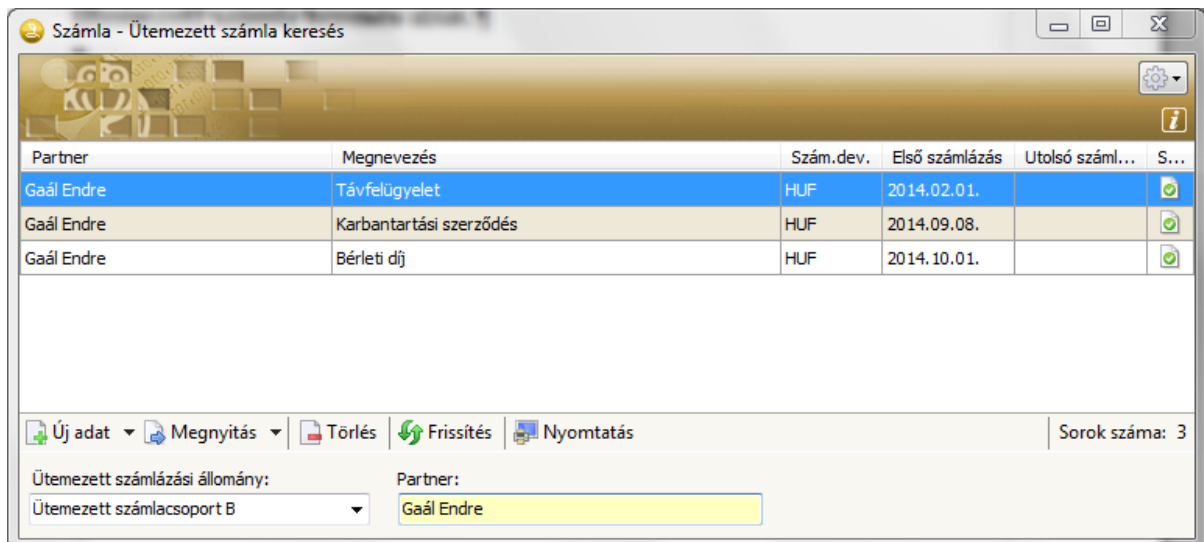 Számla - Ütemezett számla keresés
Partner Megnevezés Szám.dev. Első számlázás Utolsó száml... S...
Gaál Endre Távfelügyelet HUF 2014.02.01.
Gaál Endre Karbantartási szerződés HUF 2014.09.08.
Gaál Endre Bérleti díj HUF 2014.10.01.
Új adat Megnyitás Törlés Frissítés Nyomtatás Sorok száma: 3
Ütemezett számlázási állomány: Partner:
Ütemezett számlacsoport B Gaál Endre